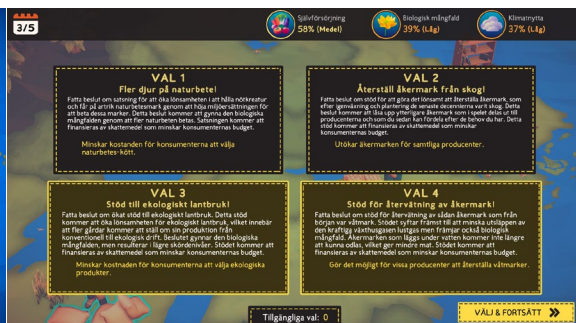 3/5
Självförsörjning
58% (Medel)
Biologisk mångfald
39% (Låg)
Klimatnytta
37% (Låg)
VAL 1
Fler djur på naturbete!
Fatta beslut om satsning för att öka lönsamheten i att hålla nötkreatur
och får på artrik naturbetesmark genom att höja miljöersättningen för
att beta dessa marker. Detta beslut kommer att gynna den biologiska
mångfalden genom att fler naturbeten betas. Satsningen kommer att
finansieras av skattemedel som minskar konsumenternas budget.
Minskar kostanden för konsumenterna att välja
naturbetes-kött.
VAL 2
Återställ åkermark från skog!
Fatta beslut om stöd för att göra det lönsamt att återställa åkermark, som
efter igenväxning och plantering de senaste decennierna varit skog. Detta
beslut kommer att låsa upp ytterligare åkermark som i spelet delas ut till
producenterna och som du sedan kan fördela efter de behov du har. Detta
stöd kommer att finansieras av skattemedel som minskar
konsumenternas budget.
Utökar åkermarken för samtliga producenter.
VAL 3
Stöd till ekologiskt lantbruk!
Fatta beslut om ökat stöd till ekologiskt lantbruk. Detta stöd
kommer att öka lönsamheten för ekologiskt lantbruk, vilket innebär
att fler gårdar kommer att ställ om sin produktion från
konventionell till ekologisk drift. Beslutet gynnar den biologiska
mångfalden, men resulterar i lägre skördenivåer. Stödet kommer att
finansieras av skattemedel som minskar konsumenternas budget.
Minskar kostnaden för konsumenterna att välja ekologiska
produkter.
VAL 4
Stöd för återvätning av åkermark!
Fatta beslut om stöd för återvätning av sådan åkermark som från
början var våtmark. Stödet syftar främst till att minska utsläppen av
den kraftiga växthusgasen lustgas men främjar också biologisk
mångfald. Åkermarken som läggs under vatten kommer inte längre
att kunna odlas, vilket ger mindre mat. Stödet kommer att
finansieras av skattemedel som minskar konsumenternas budget.
Gör det möjligt för vissa producenter att återställa våtmarker.
Tillgängliga val: 0
VÄLJ & FORTSÄTT